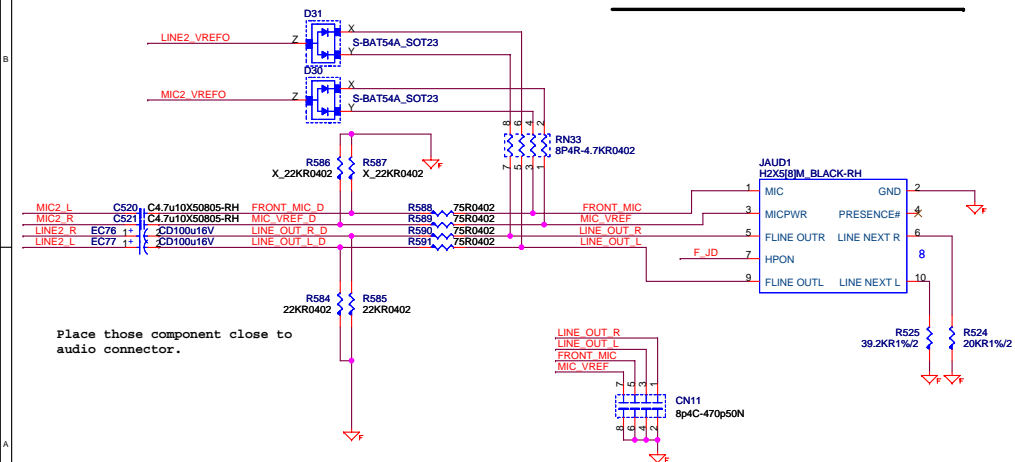 D31
LINE2_VREFO
Z
X
Y
S-BAT54A_SOT23
B
D30
MIC2_VREFO
Z
X
Y
S-BAT54A_SOT23
8
6
4
2
RN33
8P4R-4.7KR0402
7
5
3
1
R586
X_22KR0402
R587
X_22KR0402
F
JAUD1
H2X5[8]M_BLACK-RH
MIC2_L
C520
C4.7u10X50805-RH
FRONT_MIC_D
R588
75R0402
FRONT_MIC
1
MIC
GND
2
F
MIC2_R
C521
C4.7u10X50805-RH
MIC_VREF_D
R589
75R0402
MIC_VREF
3
MICPWR
PRESENCE#
4
LINE2_R
EC76
1+
2
CD100u16V
LINE_OUT_R_D
R590
75R0402
LINE_OUT_R
5
FLINE OUTR
LINE NEXT R
6
LINE2_L
EC77
1+
2
CD100u16V
LINE_OUT_L_D
R591
75R0402
LINE_OUT_L
F_JD
7
HPON
8
9
FLINE OUTL
LINE NEXT L
10
R584
22KR0402
R585
22KR0402
Place those component close to
audio connector.
F
R525
39.2KR1%/2
R524
20KR1%/2
F
F
LINE_OUT_R
LINE_OUT_L
FRONT_MIC
MIC_VREF
7
5
3
1
CN11
8p4C-470p50N
8
6
4
2
F
A